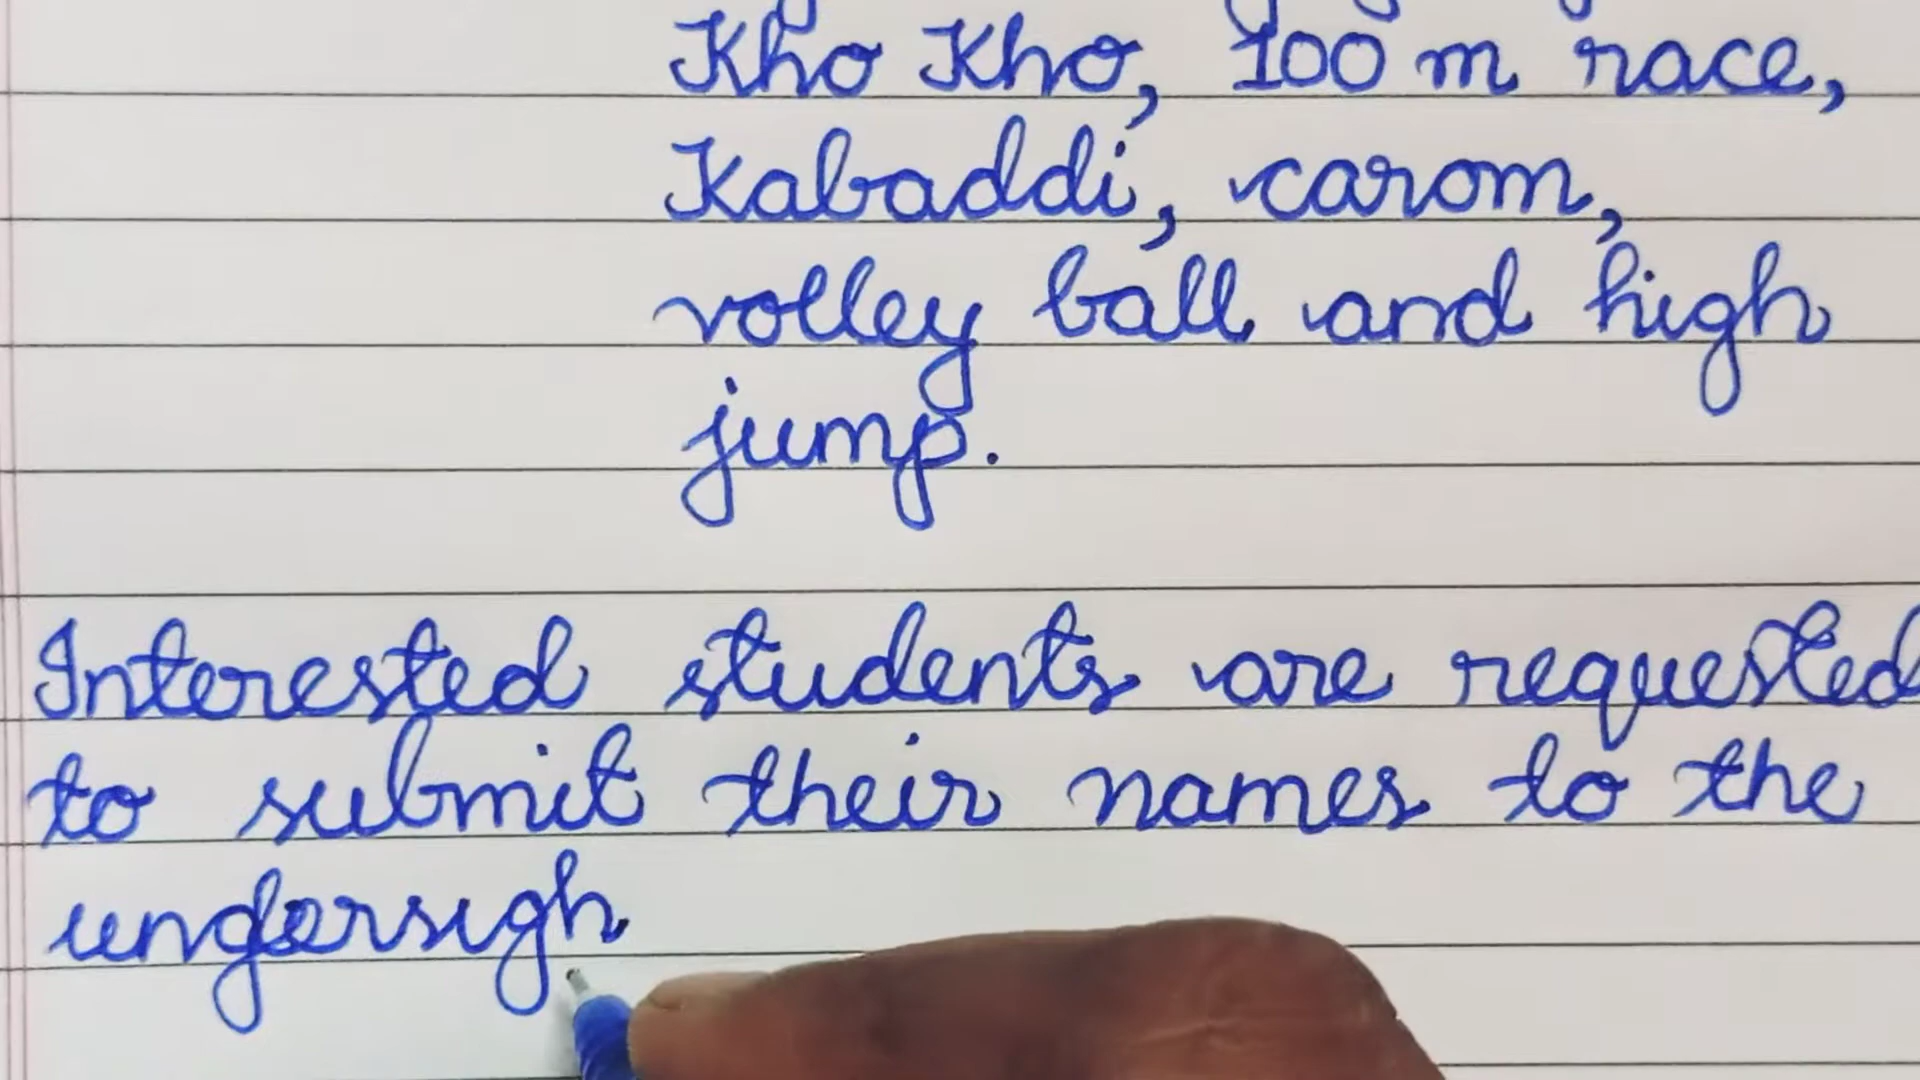 Kho Kho, 100 m race,
Kabaddi, carom,
volley ball and high
jump.
Interested students are requested
to submit their names to the